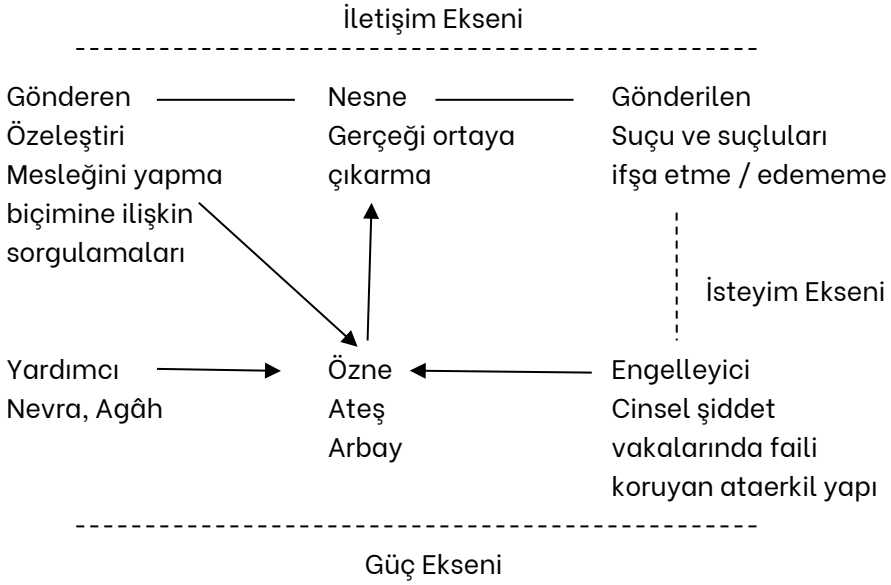 İletişim Ekseni
Gönderen
Özeleştiri
Mesleğini yapma
biçimine ilişkin
sorgulamaları
Nesne
Gerçeği ortaya
çıkarma
Gönderilen
Suçu ve suçluları
ifşa etme / edememe
İsteyim Ekseni
Yardımcı
Nevra, Agâh
Özne
Ateş
Arbay
Engelleyici
Cinsel şiddet
vakalarında faili
koruyan ataerkil yapı
Güç Ekseni